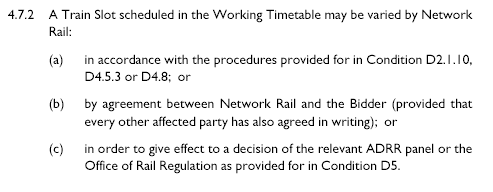 4.7.2 A Train Slot scheduled in the Working Timetable may be varied by Network
Rail:
(a) in accordance with the procedures provided for in Condition D2.1.10,
D4.5.3 or D4.8; or
(b) by agreement between Network Rail and the Bidder (provided that
every other affected party has also agreed in writing); or
(c) in order to give effect to a decision of the relevant ADRR panel or the
Office of Rail Regulation as provided for in Condition D5.